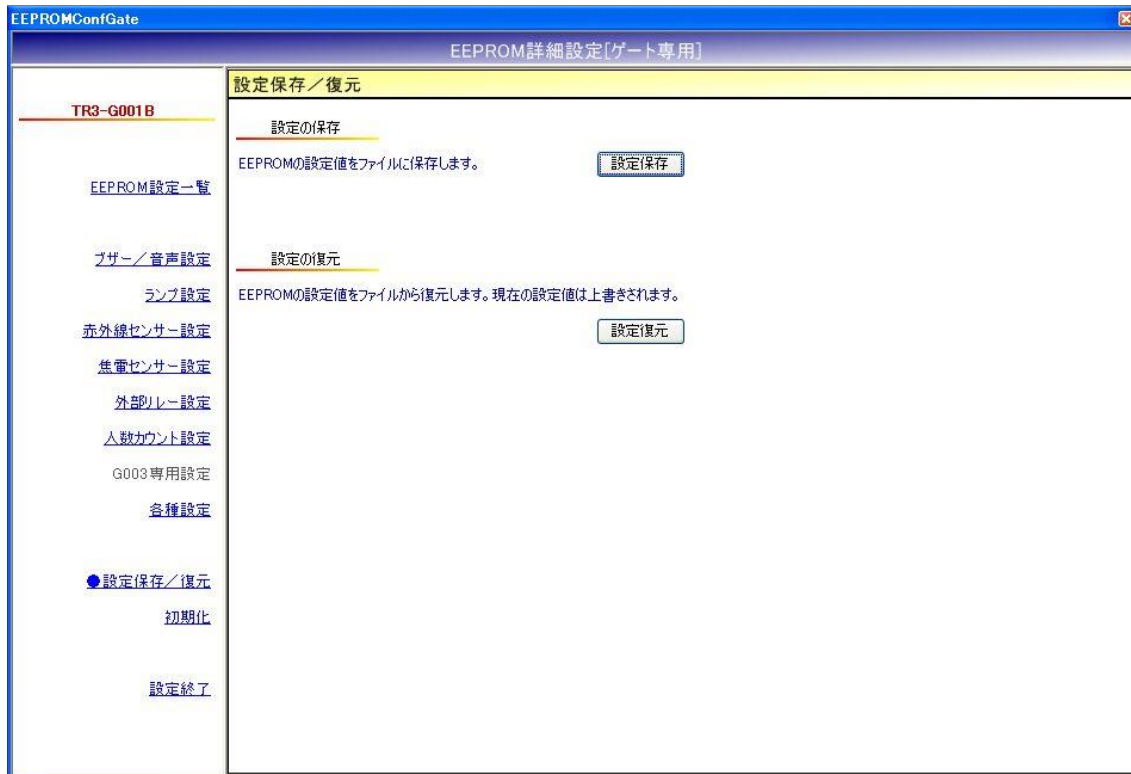 EEPROMConfGate
EEPROM詳細設定[ゲート専用]
TR3-G001B
EEPROM設定一覧
ブザー／音声設定
ランプ設定
赤外線センサー設定
焦電センサー設定
外部リレー設定
人数カウント設定
G003専用設定
各種設定
●設定保存／復元
初期化
設定終了
設定保存／復元
設定の保存
EEPROMの設定値をファイルに保存します。
設定保存
設定の復元
EEPROMの設定値をファイルから復元します。現在の設定値は上書きされます。
設定復元